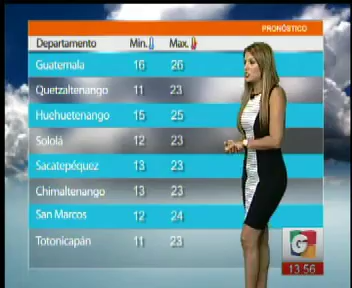 PRONÓSTICO
Departamento Min. Max.
Guatemala 16 26
Quetzaltenango 11 23
Huehuetenango 15 25
Sololá 12 23
Sacatepéquez 13 23
Chimaltenango 13 23
San Marcos 12 24
Totonicapán 11 23
G
13:56